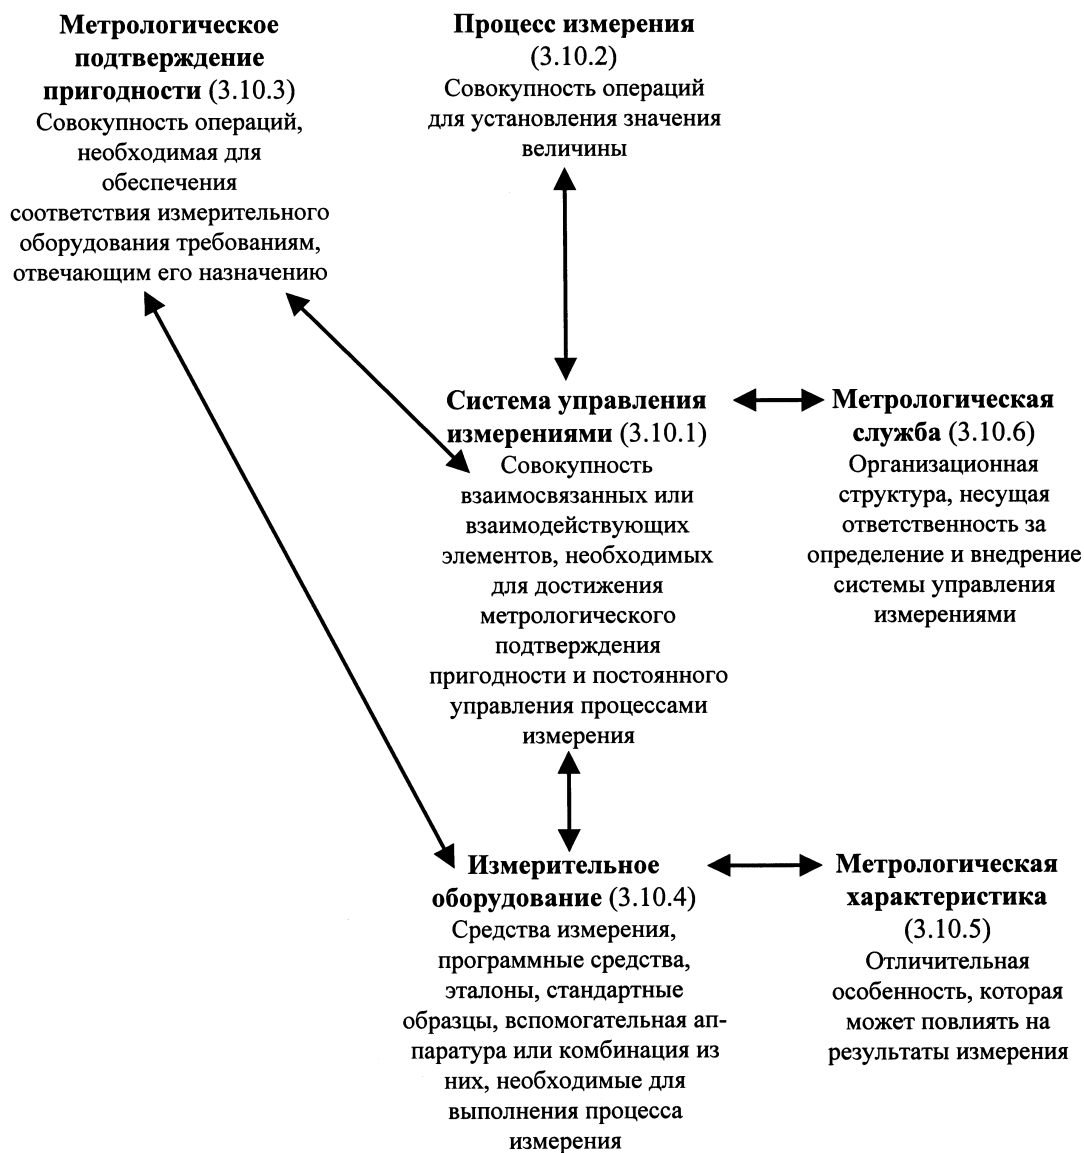 Метрологическое
подтверждение
пригодности (3.10.3)
Совокупность операций,
необходимая для
обеспечения
соответствия измерительного
оборудования требованиям,
отвечающим его назначению
Процесс измерения
(3.10.2)
Совокупность операций
для установления значения
величины
Система управления
измерениями (3.10.1)
Совокупность
взаимосвязанных или
взаимодействующих
элементов, необходимых
для достижения
метрологического
подтверждения
пригодности и постоянного
управления процессами
измерения
Метрологическая
служба (3.10.6)
Организационная
структура, несущая
ответственность за
определение и внедрение
системы управления
измерениями
Измерительное
оборудование (3.10.4)
Средства измерения,
программные средства,
эталоны, стандартные
образцы, вспомогательная ап-
паратура или комбинация из
них, необходимые для
выполнения процесса
измерения
Метрологическая
характеристика
(3.10.5)
Отличительная
особенность, которая
может повлиять на
результаты измерения